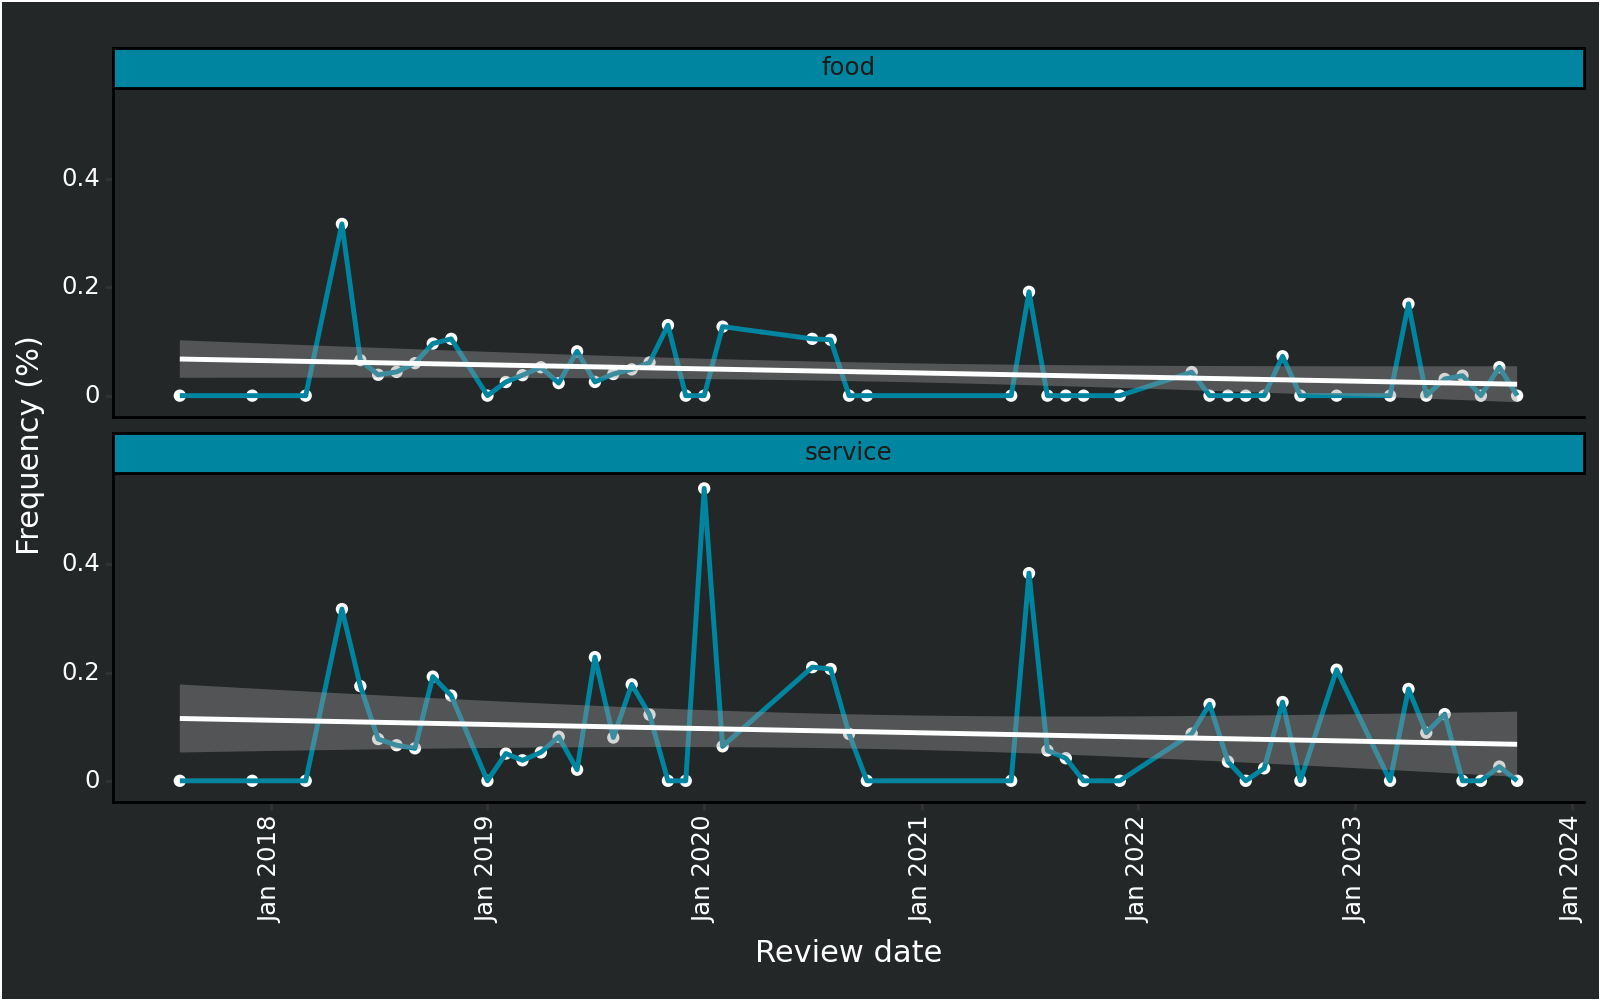 food
0.4
0.2
0
Frequency (%)
service
0.4
0.2
0
Jan 2018
Jan 2019
Jan 2020
Jan 2021
Jan 2022
Jan 2023
Jan 2024
Review date